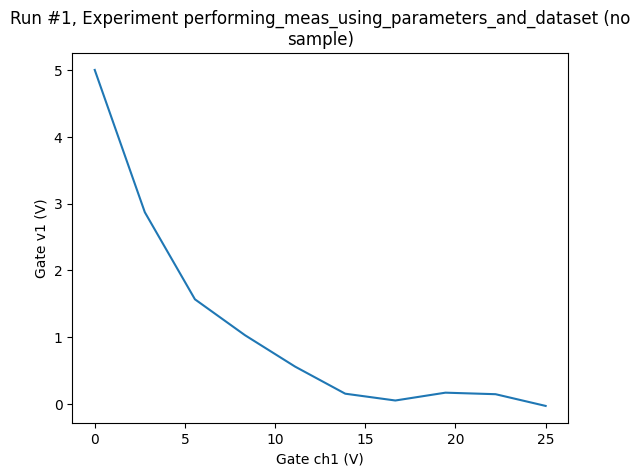 Run #1, Experiment performing_meas_using_parameters_and_dataset (no
sample)
5
4
3
2
1
0
Gate v1 (V)
0 5 10 15 20 25
Gate ch1 (V)